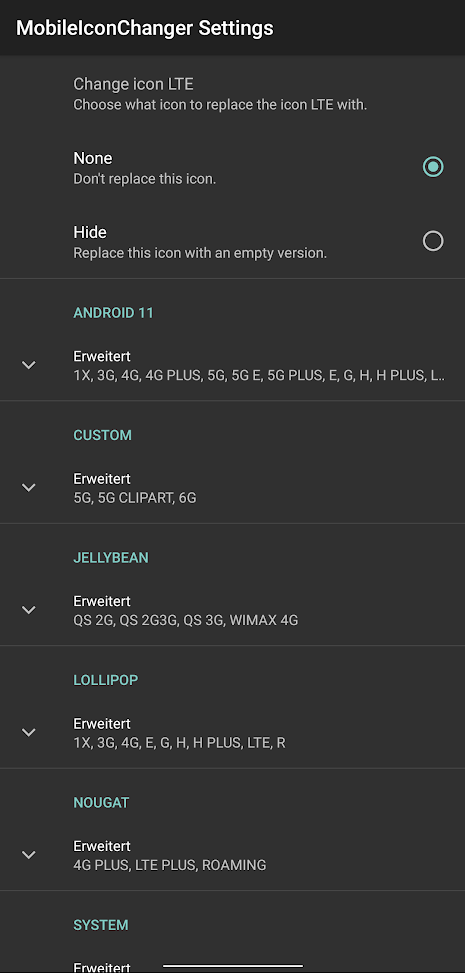 MobileIconChanger Settings
Change icon LTE
Choose what icon to replace the icon LTE with.
None
Don't replace this icon.
Hide
Replace this icon with an empty version.
ANDROID 11
Erweitert
1X, 3G, 4G, 4G PLUS, 5G, 5G E, 5G PLUS, E, G, H, H PLUS, L..
CUSTOM
Erweitert
5G, 5G CLIPART, 6G
JELLYBEAN
Erweitert
QS 2G, QS 2G3G, QS 3G, WIMAX 4G
LOLLIPOP
Erweitert
1X, 3G, 4G, E, G, H, H PLUS, LTE, R
NOUGAT
Erweitert
4G PLUS, LTE PLUS, ROAMING
SYSTEM
Erweitert